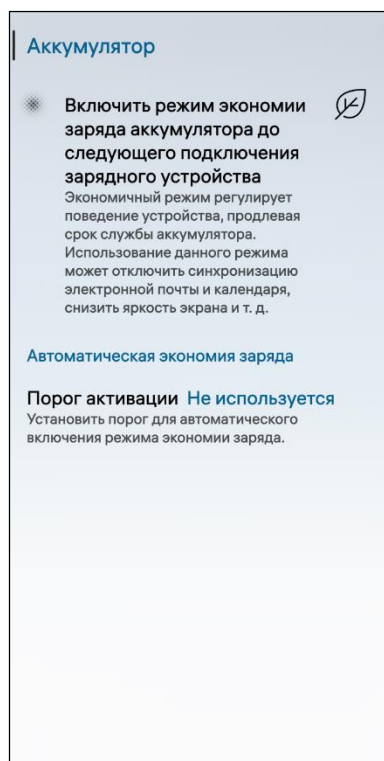 Аккумулятор
Включить режим экономии
заряда аккумулятора до
следующего подключения
зарядного устройства
Экономичный режим регулирует
поведение устройства, продлевая
срок службы аккумулятора.
Использование данного режима
может отключить синхронизацию
электронной почты и календаря,
снизить яркость экрана и т. д.
Автоматическая экономия заряда
Порог активации Не используется
Установить порог для автоматического
включения режима экономии заряда.